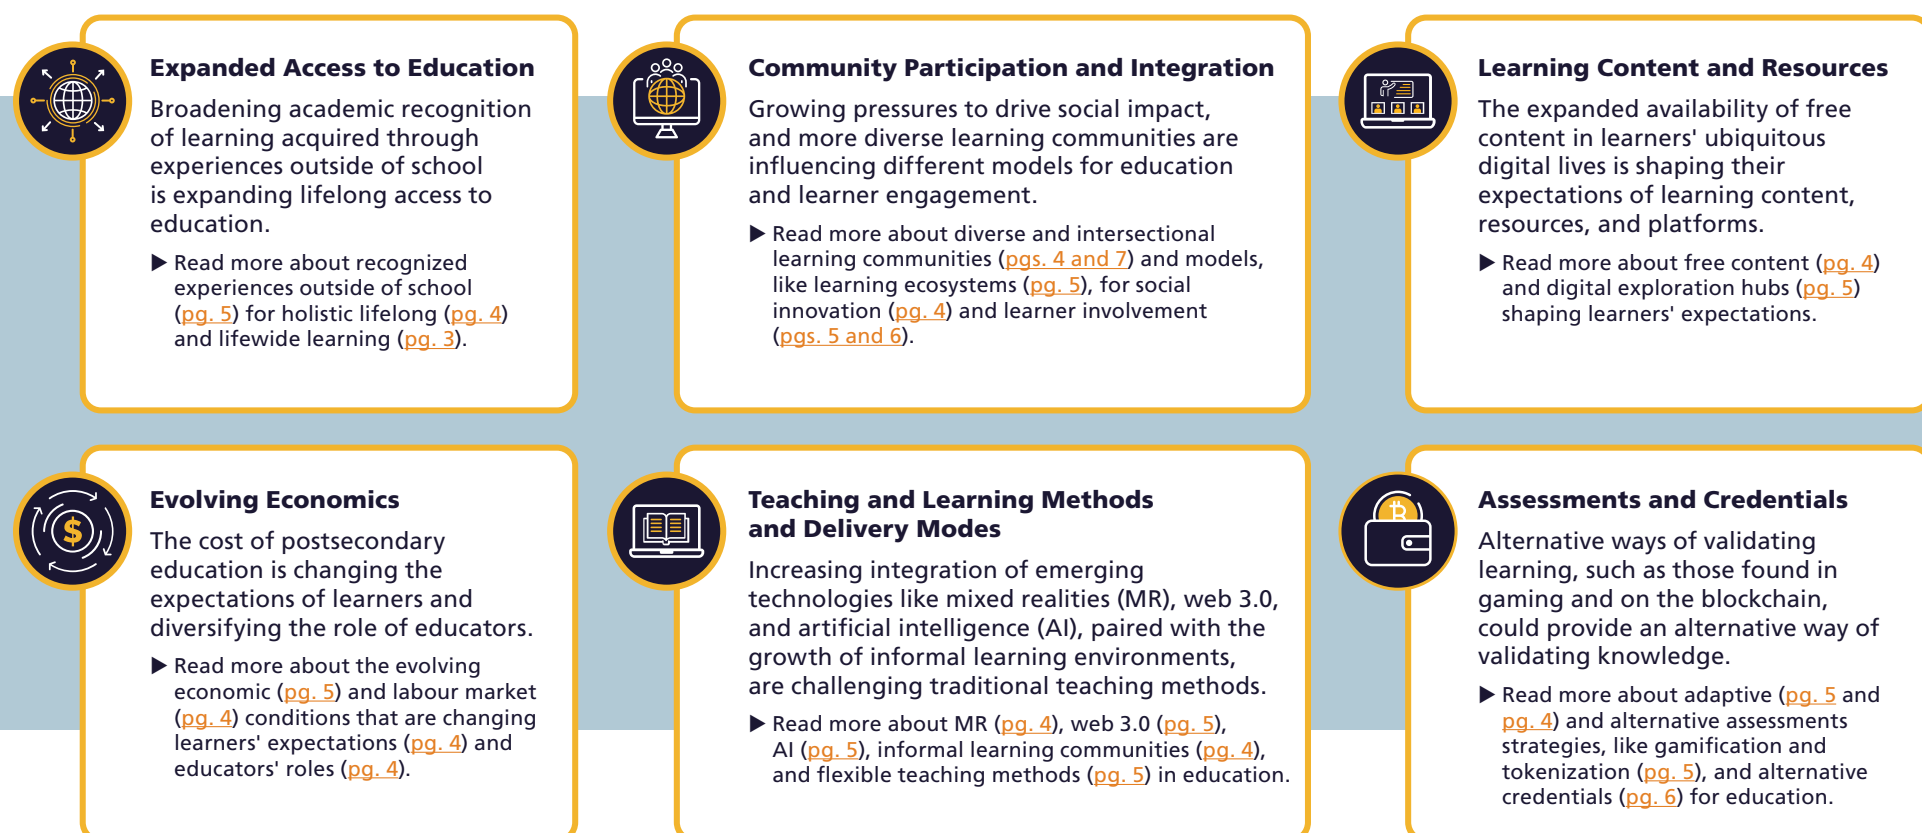 Expanded Access to Education
Broadening academic recognition
of learning acquired through
experiences outside of school
is expanding lifelong access to
education.
▶ Read more about recognized
experiences outside of school
(pg. 5) for holistic lifelong (pg. 4)
and lifewide learning (pg. 3).
Community Participation and Integration
Growing pressures to drive social impact,
and more diverse learning communities are
influencing different models for education
and learner engagement.
▶ Read more about diverse and intersectional
learning communities (pgs. 4 and 7) and models,
like learning ecosystems (pg. 5), for social
innovation (pg. 4) and learner involvement
(pgs. 5 and 6).
Learning Content and Resources
The expanded availability of free
content in learners' ubiquitous
digital lives is shaping their
expectations of learning content,
resources, and platforms.
▶ Read more about free content (pg. 4)
and digital exploration hubs (pg. 5)
shaping learners' expectations.
Evolving Economics
The cost of postsecondary
education is changing the
expectations of learners and
diversifying the role of educators.
▶ Read more about the evolving
economic (pg. 5) and labour market
(pg. 4) conditions that are changing
learners' expectations (pg. 4) and
educators' roles (pg. 4).
Teaching and Learning Methods
and Delivery Modes
Increasing integration of emerging
technologies like mixed realities (MR), web 3.0,
and artificial intelligence (AI), paired with the
growth of informal learning environments,
are challenging traditional teaching methods.
▶ Read more about MR (pg. 4), web 3.0 (pg. 5),
AI (pg. 5), informal learning communities (pg. 4),
and flexible teaching methods (pg. 5) in education.
Assessments and Credentials
Alternative ways of validating
learning, such as those found in
gaming and on the blockchain,
could provide an alternative way of
validating knowledge.
▶ Read more about adaptive (pg. 5 and
pg. 4) and alternative assessments
strategies, like gamification and
tokenization (pg. 5), and alternative
credentials (pg. 6) for education.